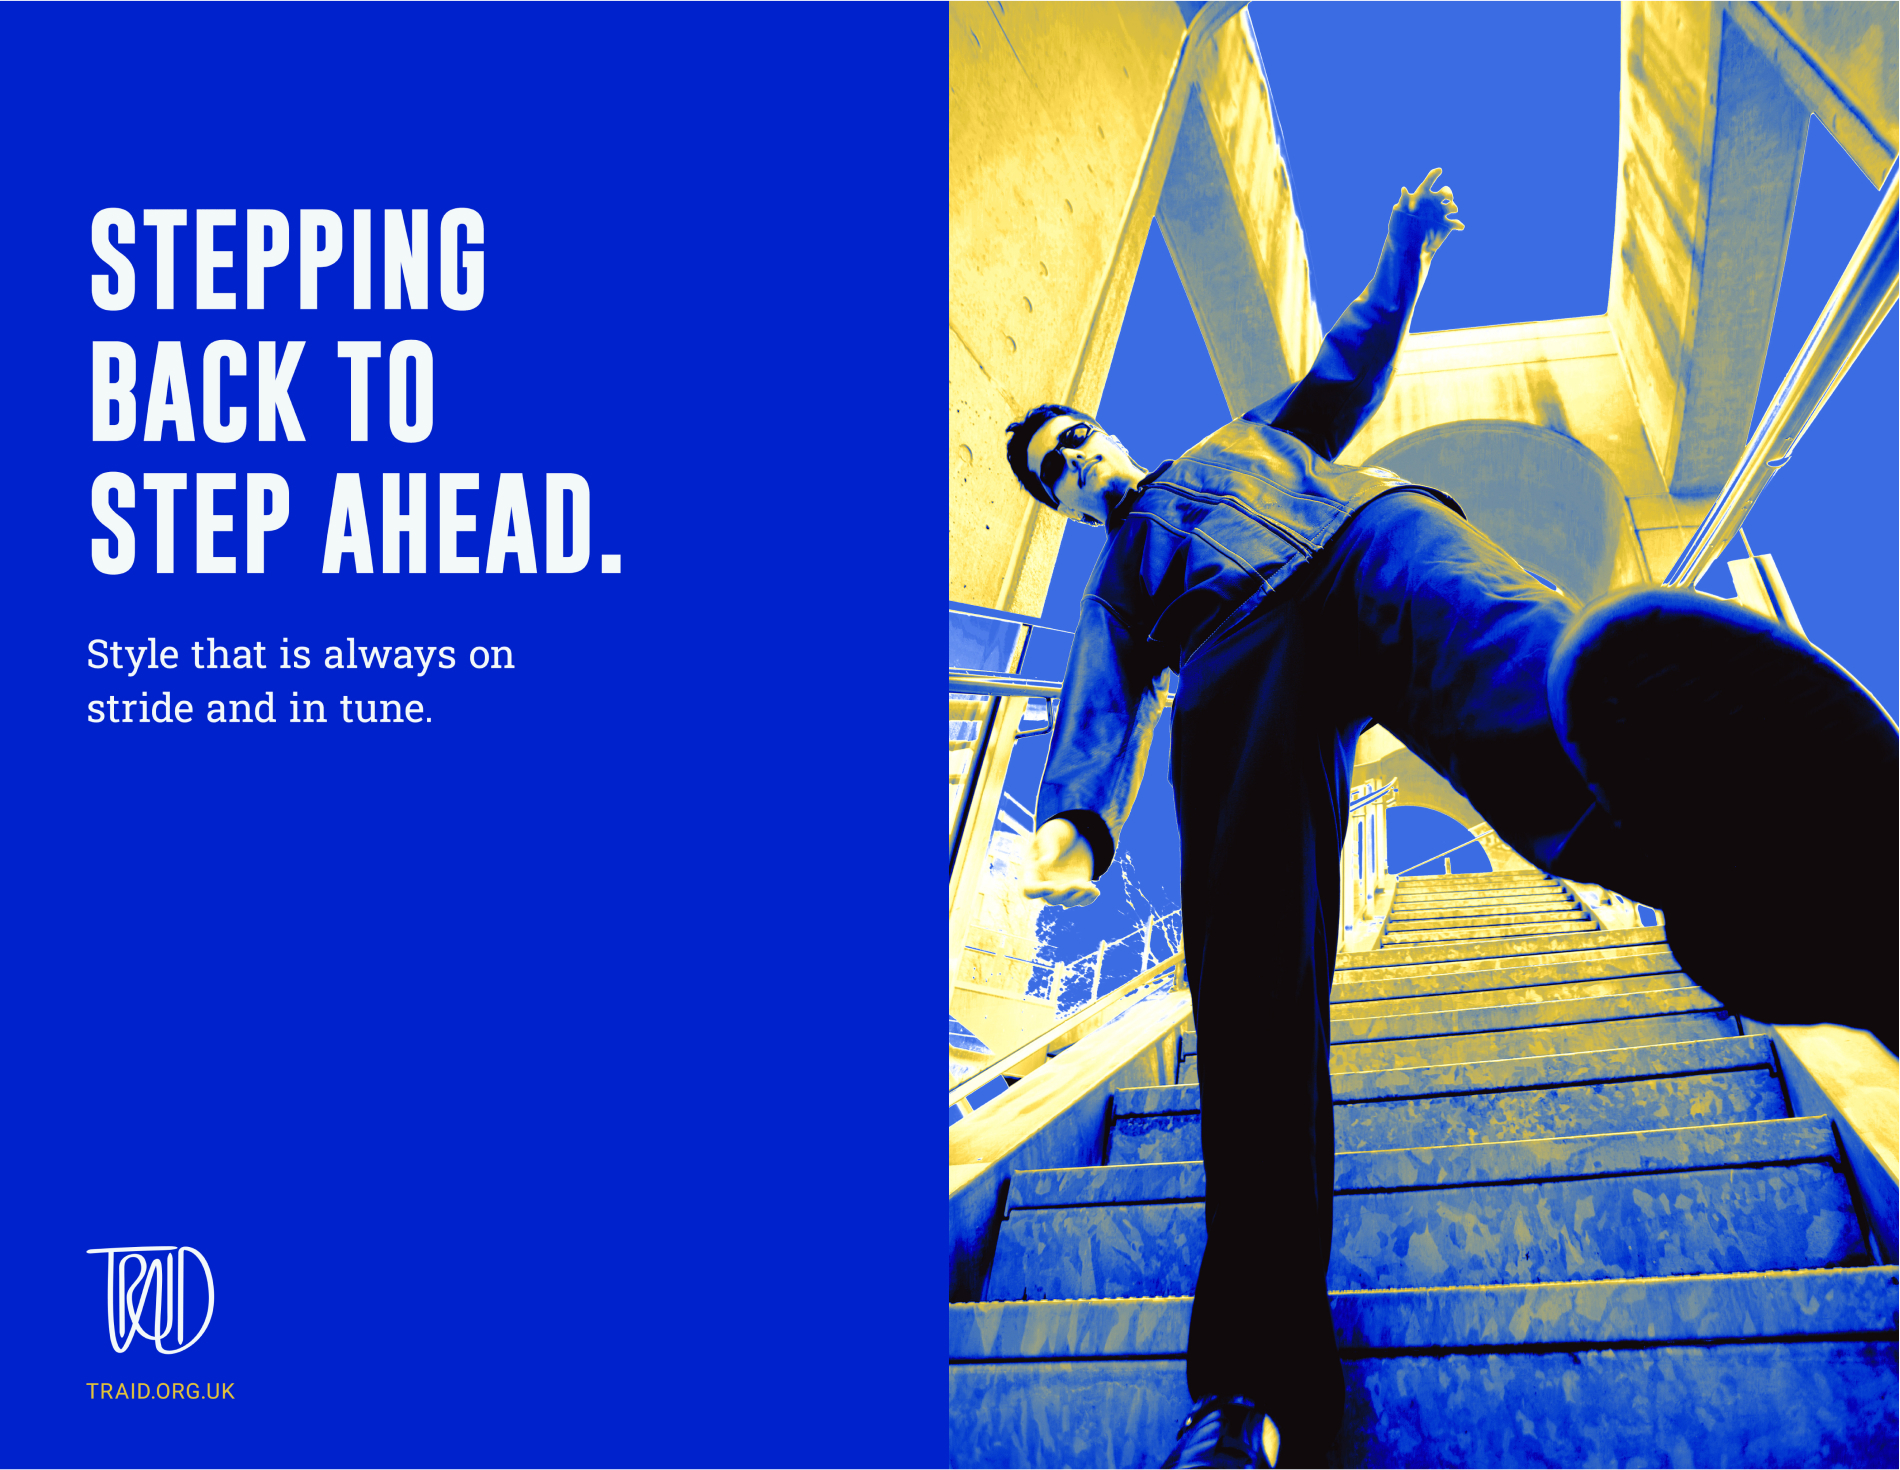 STEPPING
BACK TO
STEP AHEAD.
Style that is always on
stride and in tune.
TRAID
TRAID.ORG.UK